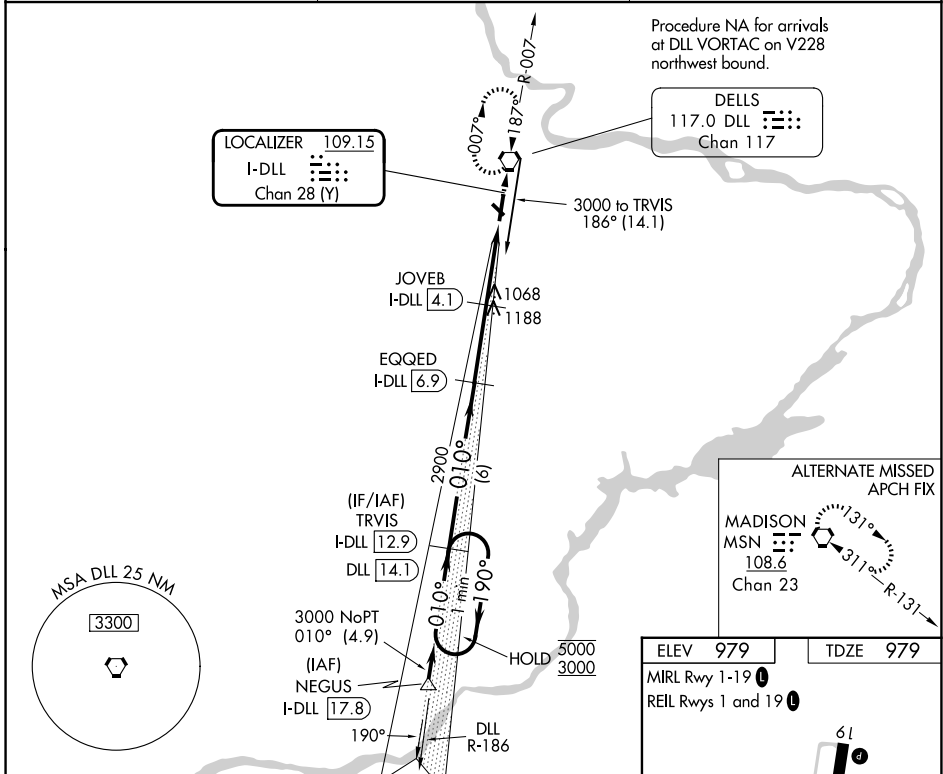 Procedure NA for arrivals
at DLL VORTAC on V228
northwest bound.
R-007
007°
187°
DELLS
117.0 DLL
Chan 117
LOCALIZER 109.15
I-DLL
Chan 28 (Y)
3000 to TRVIS
186° (14.1)
JOVEB
I-DLL 4.1
1068
1188
EQQED
I-DLL 6.9
2900
010°
(6)
(IF/IAF)
TRVIS
I-DLL 12.9
DLL 14.1
010°
1 min
190°
3000 NoPT
010° (4.9)
(IAF)
NEGUS
I-DLL 17.8
HOLD 5000
3000
190°
DLL
R-186
MSA DLL 25 NM
3300
ALTERNATE MISSED
APCH FIX
MADISON
MSN
108.6
Chan 23
131°
311°
R-131
ELEV 979
TDZE 979
MIRL Rwy 1-19 L
REIL Rwys 1 and 19 L
19
P